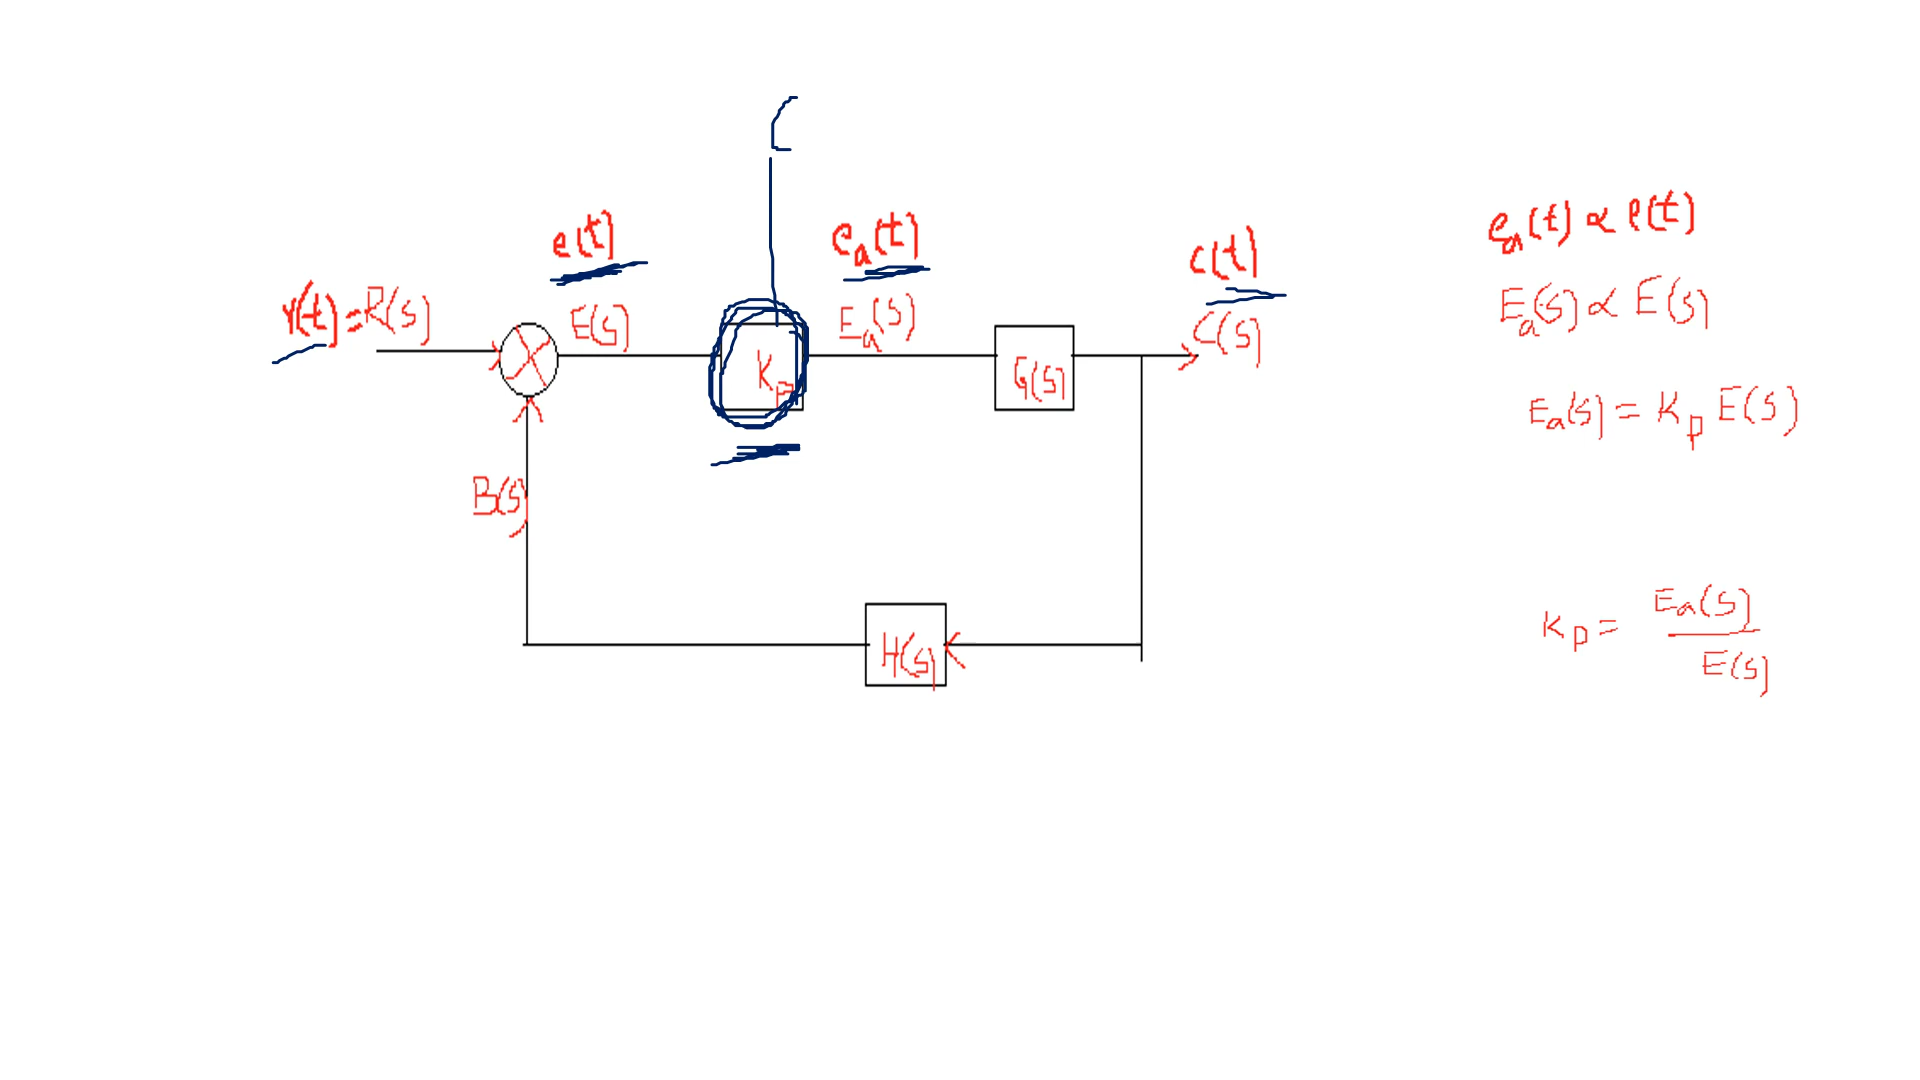 e(t)
e_a(t)
c(t)
r(t) = R(s)
E(s)
E_a(s)
C(s)
K_p
G(s)
B(s)
H(s)
e_a(t) ∝ e(t)
E_a(s) ∝ E(s)
E_a(s) = K_p E(s)
K_p = E_a(s) / E(s)